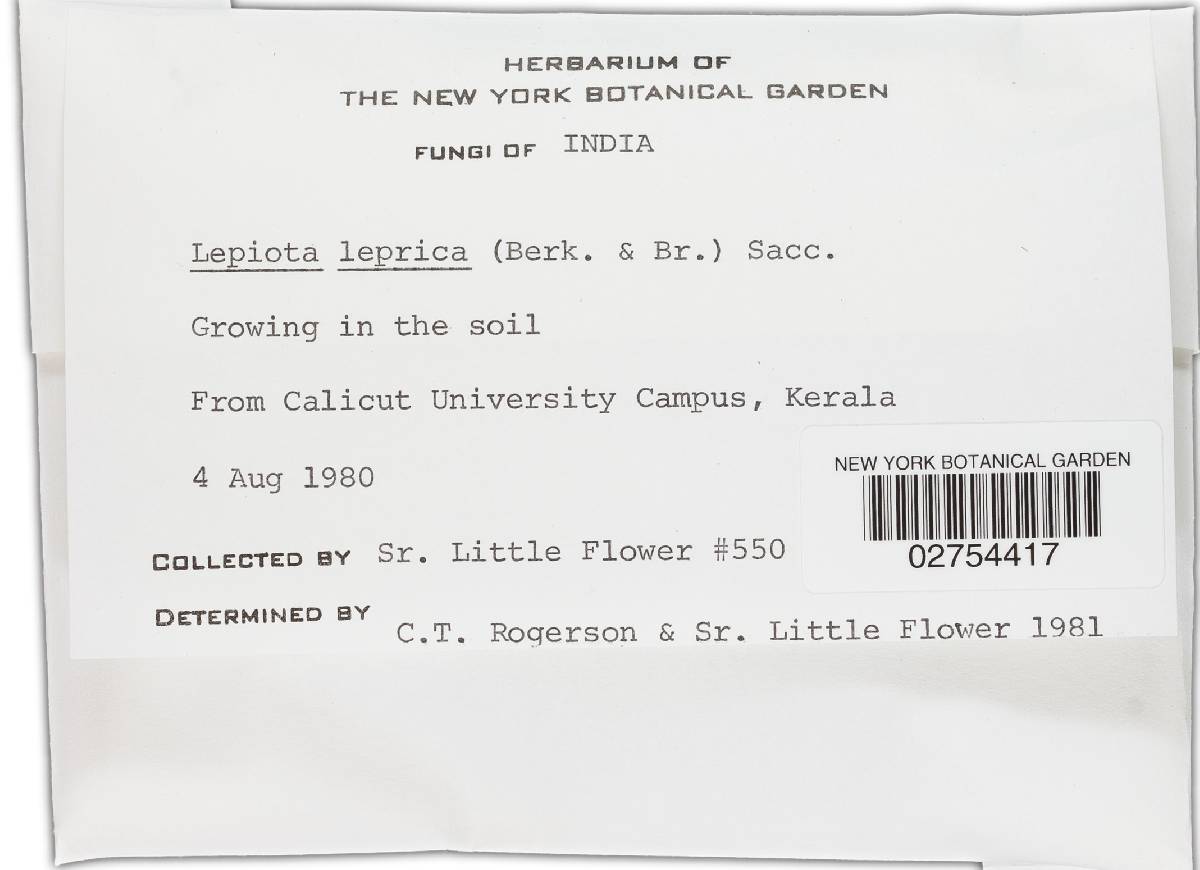 HERBARIUM OF
THE NEW YORK BOTANICAL GARDEN
FUNGI OF INDIA
Lepiota leprica (Berk. & Br.) Sacc.
Growing in the soil
From Calicut University Campus, Kerala
4 Aug 1980
NEW YORK BOTANICAL GARDEN
02754417
COLLECTED BY Sr. Little Flower #550
DETERMINED BY C.T. Rogerson & Sr. Little Flower 1981